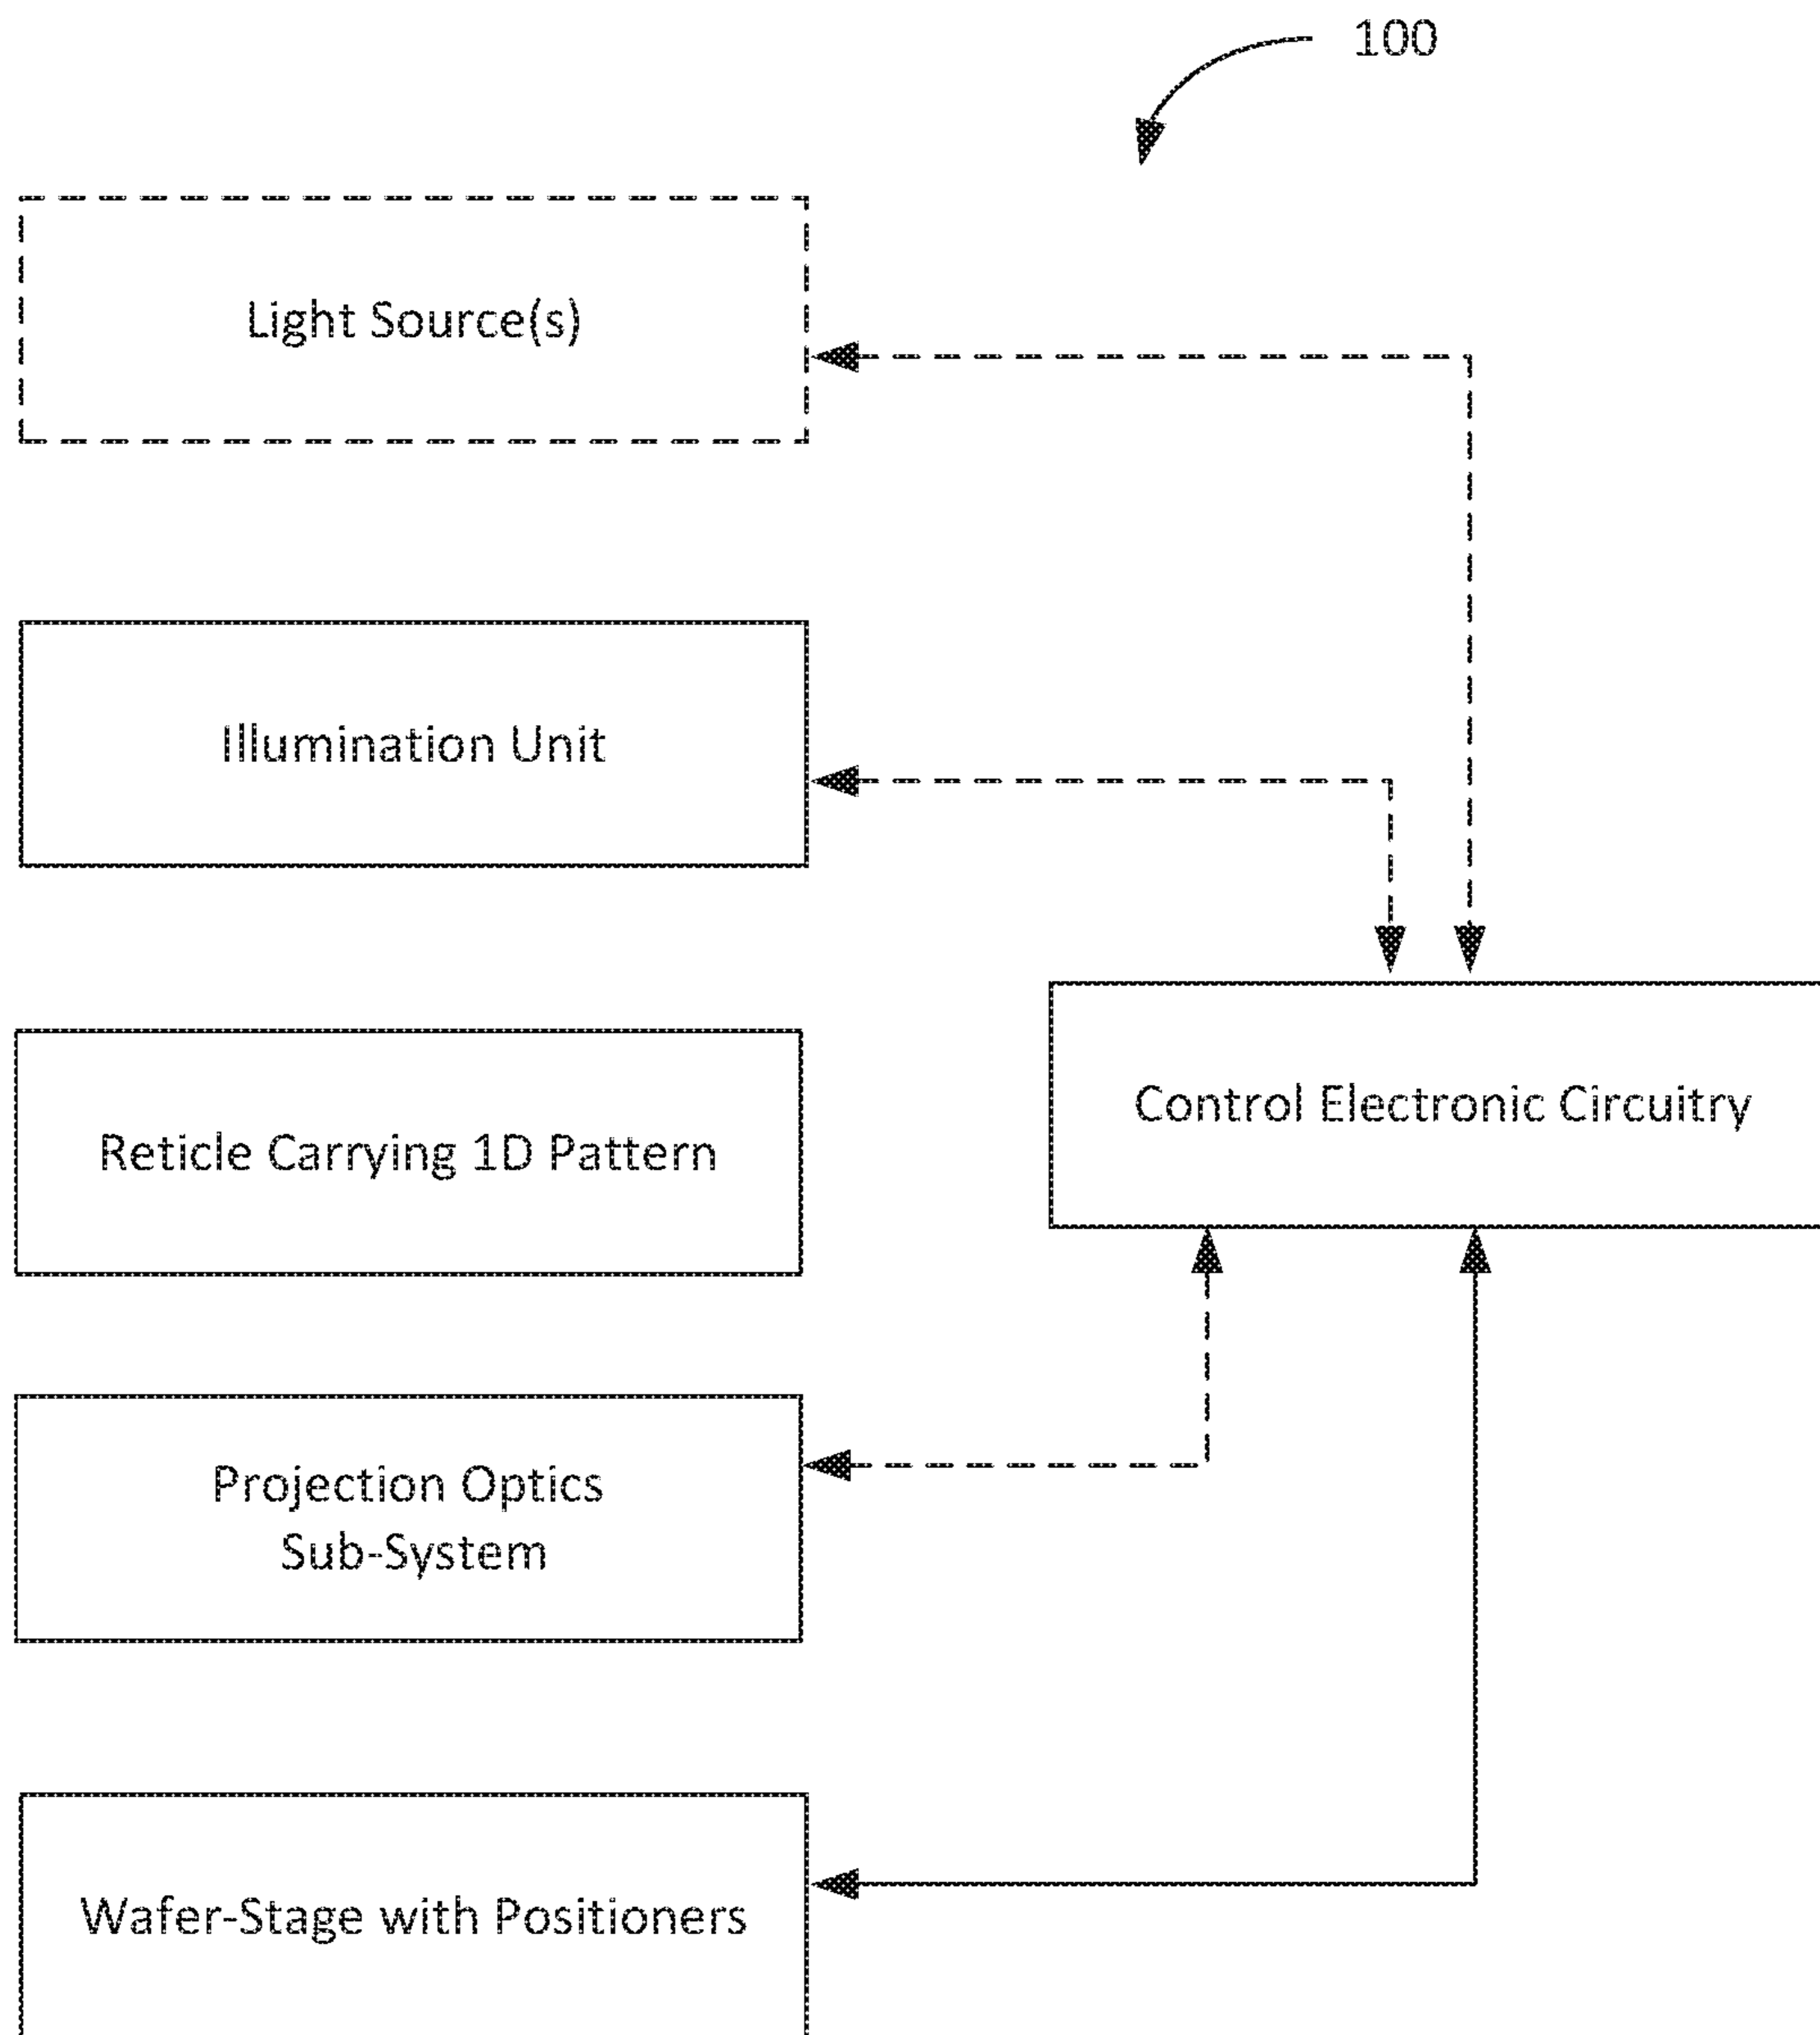 100
Light Source(s)
Illumination Unit
Control Electronic Circuitry
Reticle Carrying 1D Pattern
Projection Optics
Sub-System
Wafer-Stage with Positioners